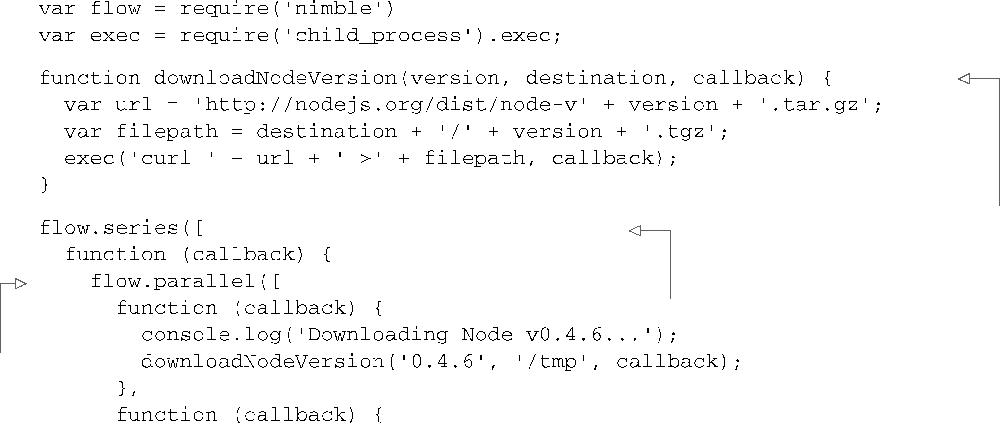 var flow = require('nimble')
var exec = require('child_process').exec;
function downloadNodeVersion(version, destination, callback) {
  var url = 'http://nodejs.org/dist/node-v' + version + '.tar.gz';
  var filepath = destination + '/' + version + '.tgz';
  exec('curl ' + url + ' >' + filepath, callback);
}
flow.series([
  function (callback) {
    flow.parallel([
      function (callback) {
        console.log('Downloading Node v0.4.6...');
        downloadNodeVersion('0.4.6', '/tmp', callback);
      },
      function (callback) {